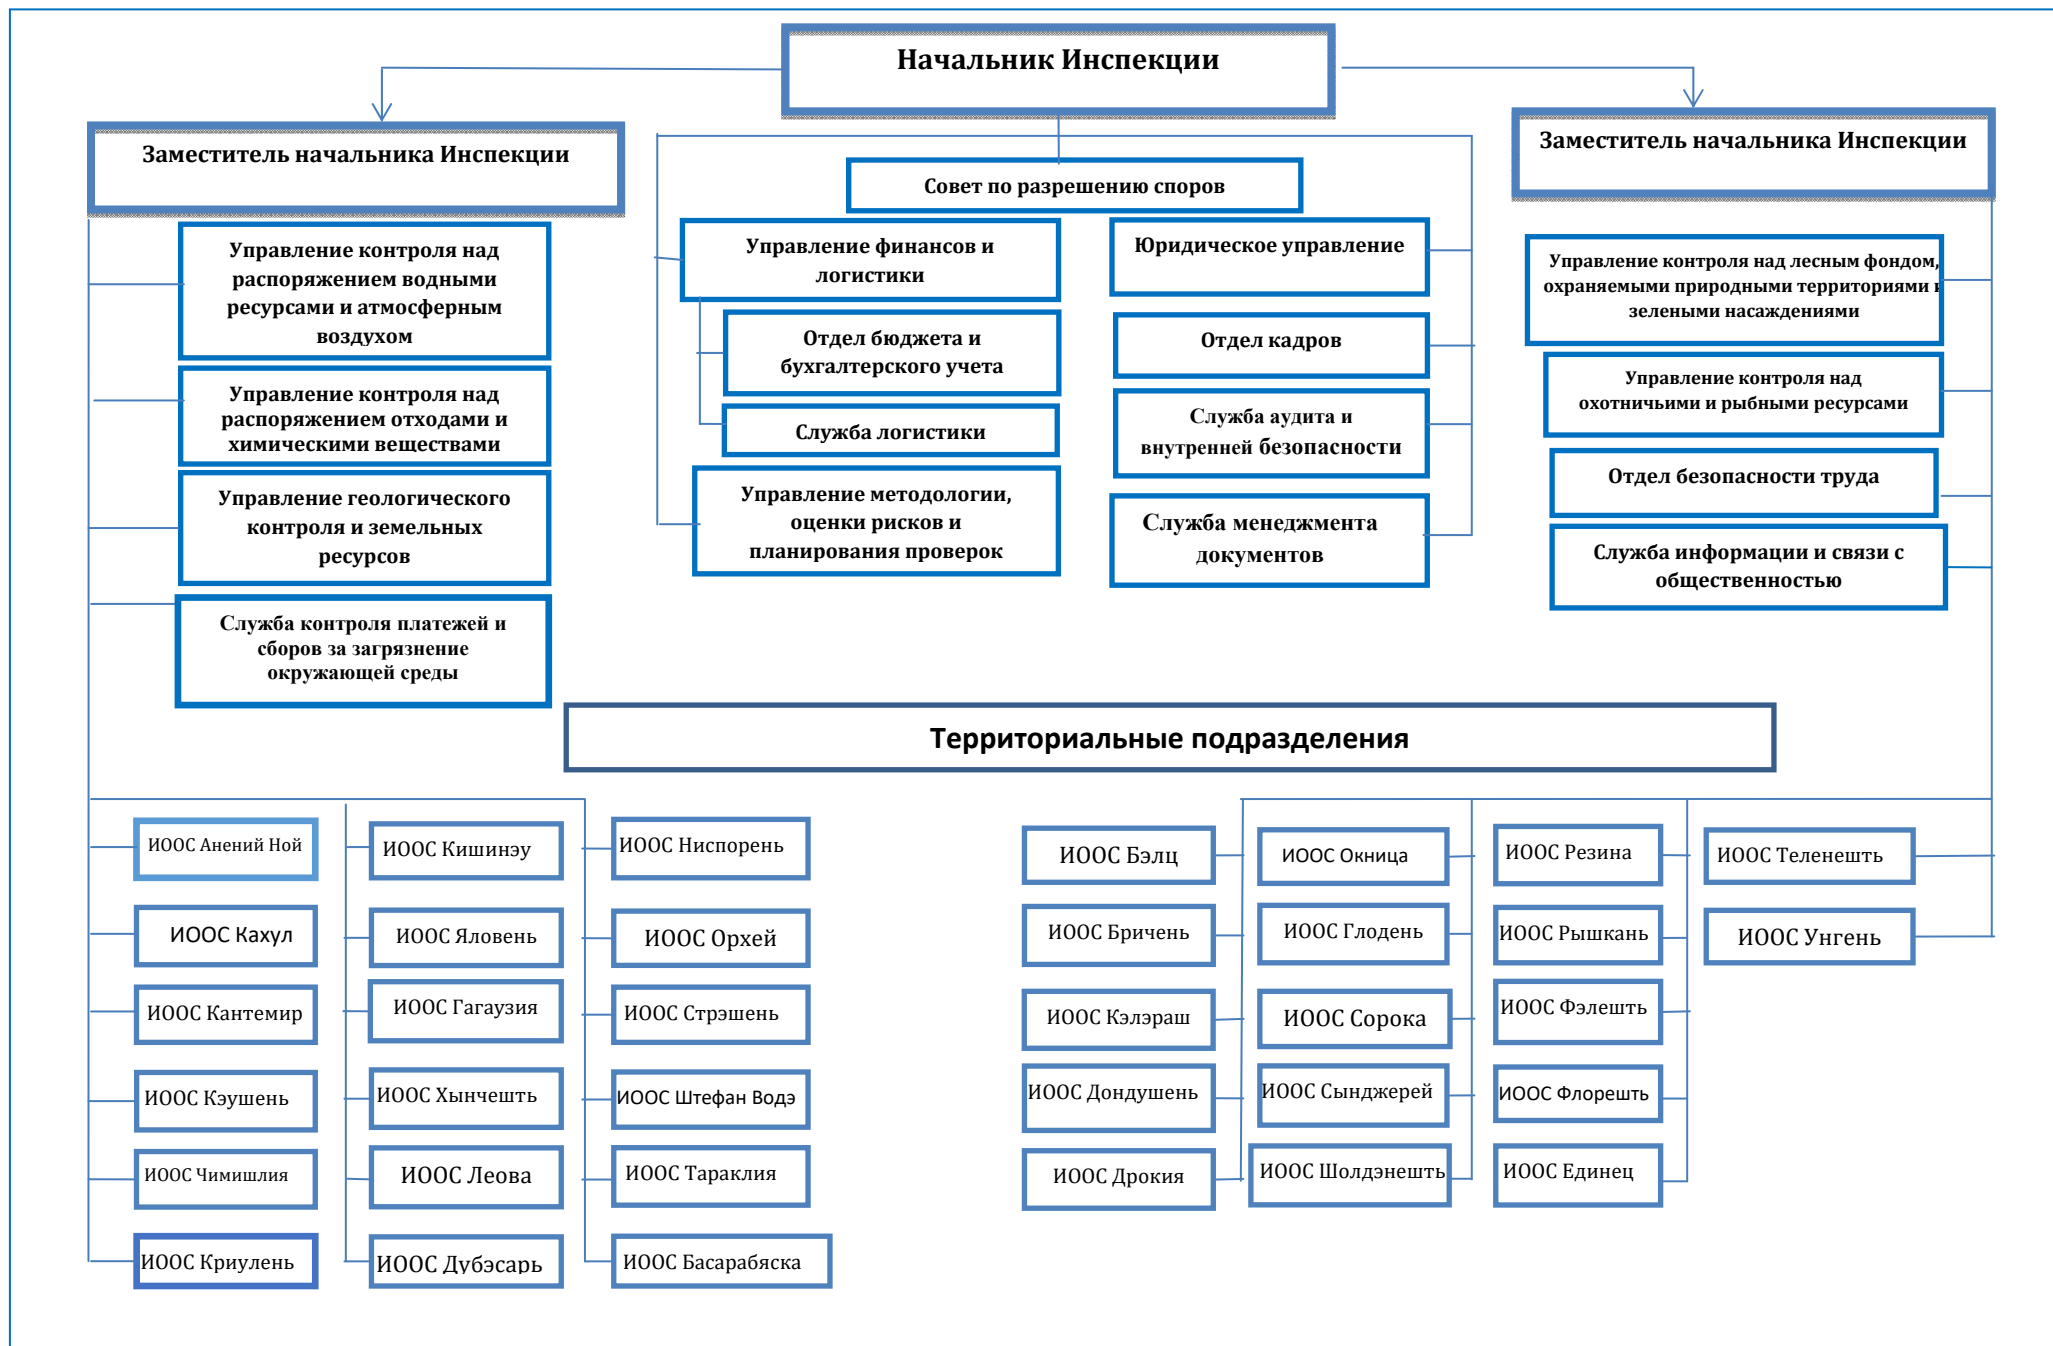 Начальник Инспекции
Заместитель начальника Инспекции
Заместитель начальника Инспекции
Совет по разрешению споров
Управление контроля над
распоряжением водными
ресурсами и атмосферным
воздухом
Управление контроля над
распоряжением отходами и
химическими веществами
Управление геологического
контроля и земельных
ресурсов
Служба контроля платежей и
сборов за загрязнение
окружающей среды
Управление финансов и
логистики
Отдел бюджета и
бухгалтерского учета
Служба логистики
Управление методологии,
оценки рисков и
планирования проверок
Юридическое управление
Отдел кадров
Служба аудита и
внутренней безопасности
Служба менеджмента
документов
Управление контроля над лесным фондом,
охраняемыми природными территориями и
зелеными насаждениями
Управление контроля над
охотничьими и рыбными ресурсами
Отдел безопасности труда
Служба информации и связи с
общественностью
Территориальные подразделения
ИООС Анений Ной
ИООС Кахул
ИООС Кантемир
ИООС Кэушень
ИООС Чимишлия
ИООС Криулень
ИООС Кишинэу
ИООС Яловень
ИООС Гагаузия
ИООС Хынчешть
ИООС Леова
ИООС Дубэсарь
ИООС Ниспорень
ИООС Орхей
ИООС Стрэшень
ИООС Штефан Водэ
ИООС Тараклия
ИООС Басарабяска
ИООС Бэлц
ИООС Бричень
ИООС Кэлэраш
ИООС Дондушень
ИООС Дрокия
ИООС Окница
ИООС Глодень
ИООС Сорока
ИООС Сынджерей
ИООС Шолдэнешть
ИООС Резина
ИООС Рышкань
ИООС Фэлешть
ИООС Флорешть
ИООС Единец
ИООС Теленешть
ИООС Унгень